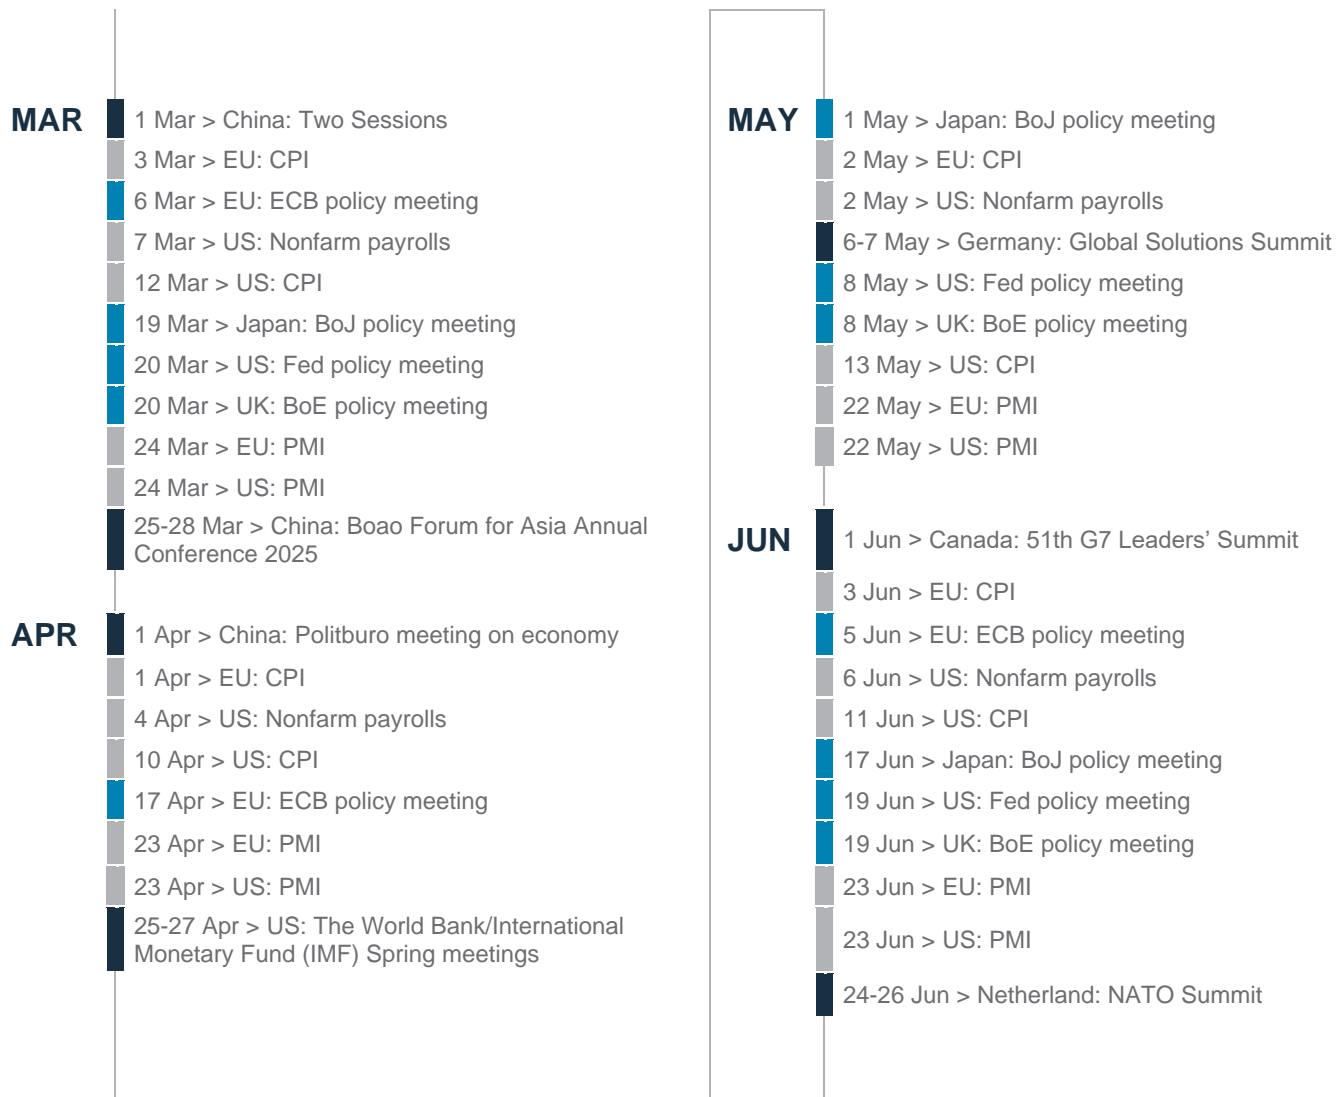 MAR
1 Mar > China: Two Sessions
3 Mar > EU: CPI
6 Mar > EU: ECB policy meeting
7 Mar > US: Nonfarm payrolls
12 Mar > US: CPI
19 Mar > Japan: BoJ policy meeting
20 Mar > US: Fed policy meeting
20 Mar > UK: BoE policy meeting
24 Mar > EU: PMI
24 Mar > US: PMI
25-28 Mar > China: Boao Forum for Asia Annual
Conference 2025
APR
1 Apr > China: Politburo meeting on economy
1 Apr > EU: CPI
4 Apr > US: Nonfarm payrolls
10 Apr > US: CPI
17 Apr > EU: ECB policy meeting
23 Apr > EU: PMI
23 Apr > US: PMI
25-27 Apr > US: The World Bank/International
Monetary Fund (IMF) Spring meetings
MAY
1 May > Japan: BoJ policy meeting
2 May > EU: CPI
2 May > US: Nonfarm payrolls
6-7 May > Germany: Global Solutions Summit
8 May > US: Fed policy meeting
8 May > UK: BoE policy meeting
13 May > US: CPI
22 May > EU: PMI
22 May > US: PMI
JUN
1 Jun > Canada: 51th G7 Leaders’ Summit
3 Jun > EU: CPI
5 Jun > EU: ECB policy meeting
6 Jun > US: Nonfarm payrolls
11 Jun > US: CPI
17 Jun > Japan: BoJ policy meeting
19 Jun > US: Fed policy meeting
19 Jun > UK: BoE policy meeting
23 Jun > EU: PMI
23 Jun > US: PMI
24-26 Jun > Netherland: NATO Summit